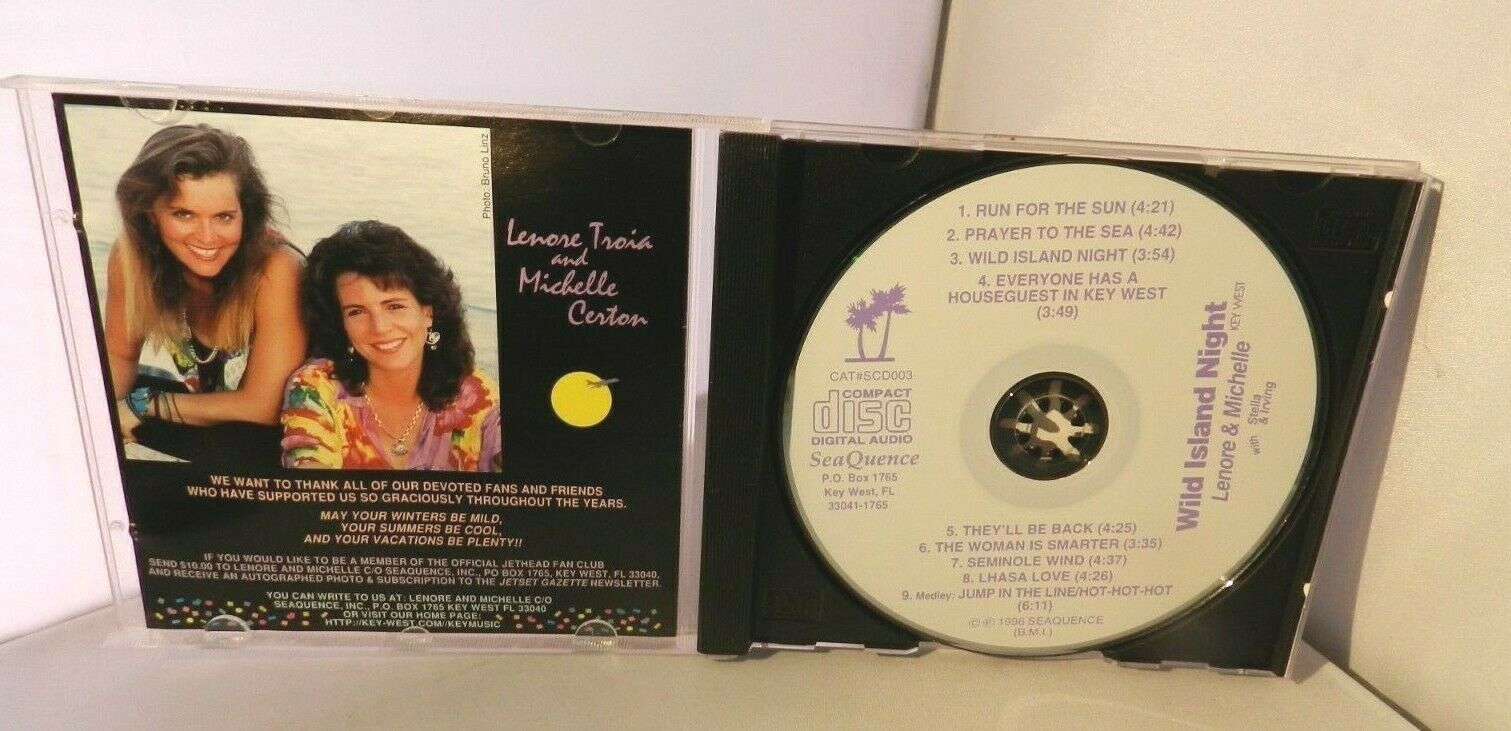 Photo: Bruno Linz
Lenore Troia
and
Michelle
Certon
WE WANT TO THANK ALL OF OUR DEVOTED FANS AND FRIENDS
WHO HAVE SUPPORTED US SO GRACIOUSLY THROUGHOUT THE YEARS.
MAY YOUR WINTERS BE MILD,
YOUR SUMMERS BE COOL,
AND YOUR VACATIONS BE PLENTY!!
IF YOU WOULD LIKE TO BE A MEMBER OF THE OFFICIAL JETHEAD FAN CLUB
SEND $10.00 TO LENORE AND MICHELLE C/O SEAQUENCE, INC., PO BOX 1765, KEY WEST, FL 33040,
AND RECEIVE AN AUTOGRAPHED PHOTO & SUBSCRIPTION TO THE JETSET GAZETTE NEWSLETTER.
YOU CAN WRITE TO US AT: LENORE AND MICHELLE C/O
SEAQUENCE, INC., P.O. BOX 1765 KEY WEST FL 33040
OR VISIT OUR HOME PAGE:
HTTP://KEY-WEST.COM/KEYMUSIC
1. RUN FOR THE SUN (4:21)
2. PRAYER TO THE SEA (4:42)
3. WILD ISLAND NIGHT (3:54)
4. EVERYONE HAS A
HOUSEGUEST IN KEY WEST
(3:49)
CAT#SCD003
COMPACT
disc
DIGITAL AUDIO
SeaQuence
P.O. Box 1765
Key West, FL
33041-1765
Wild Island Night
Lenore & Michelle KEY WEST
with Stella
& Irving
5. THEY'LL BE BACK (4:25)
6. THE WOMAN IS SMARTER (3:35)
7. SEMINOLE WIND (4:37)
8. LHASA LOVE (4:26)
9. Medley: JUMP IN THE LINE/HOT-HOT-HOT
(6:11)
© ℗ 1996 SEAQUENCE
(B.M.I.)